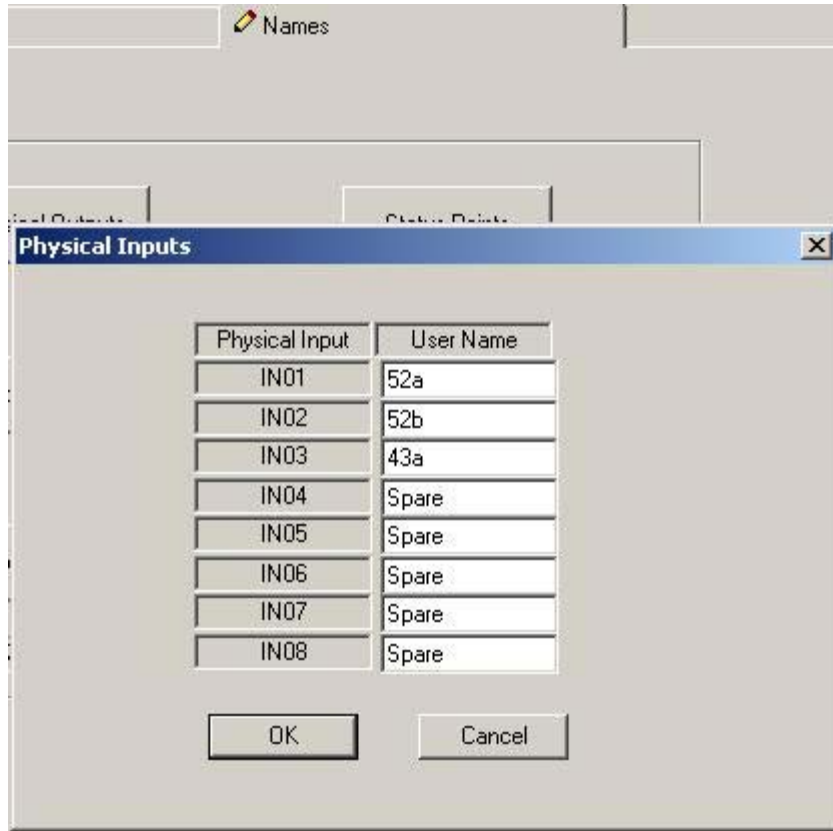 Names
Physical Inputs
Physical Input User Name
IN01 52a
IN02 52b
IN03 43a
IN04 Spare
IN05 Spare
IN06 Spare
IN07 Spare
IN08 Spare
OK Cancel